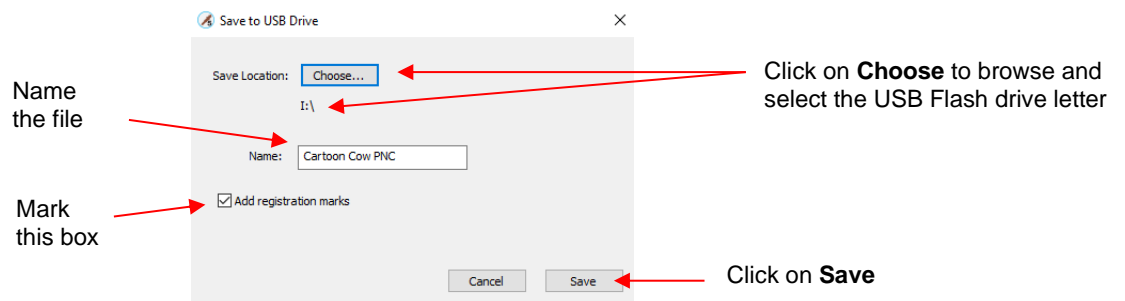 Save to USB Drive
Save Location:
Choose...
I:\
Name:
Cartoon Cow PNC
Add registration marks
Cancel
Save
Name
the file
Mark
this box
Click on Choose to browse and
select the USB Flash drive letter
Click on Save